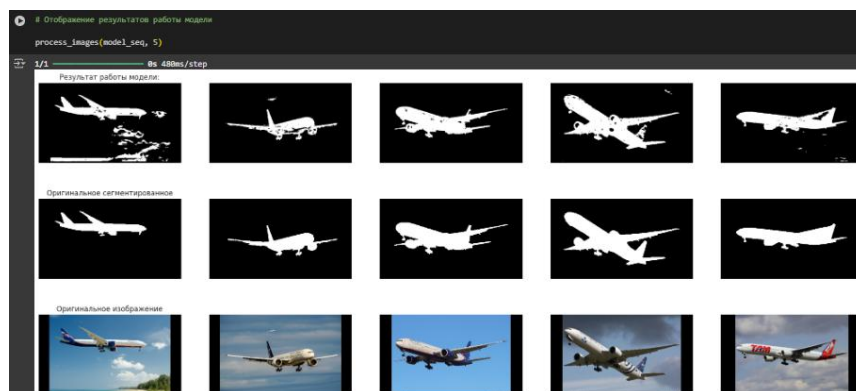 # Отображение результатов работы модели
process_images(model_seq, 5)
1/1 0s 480ms/step
Результат работы модели:
Оригинальное сегментированное
Оригинальное изображение
TAM